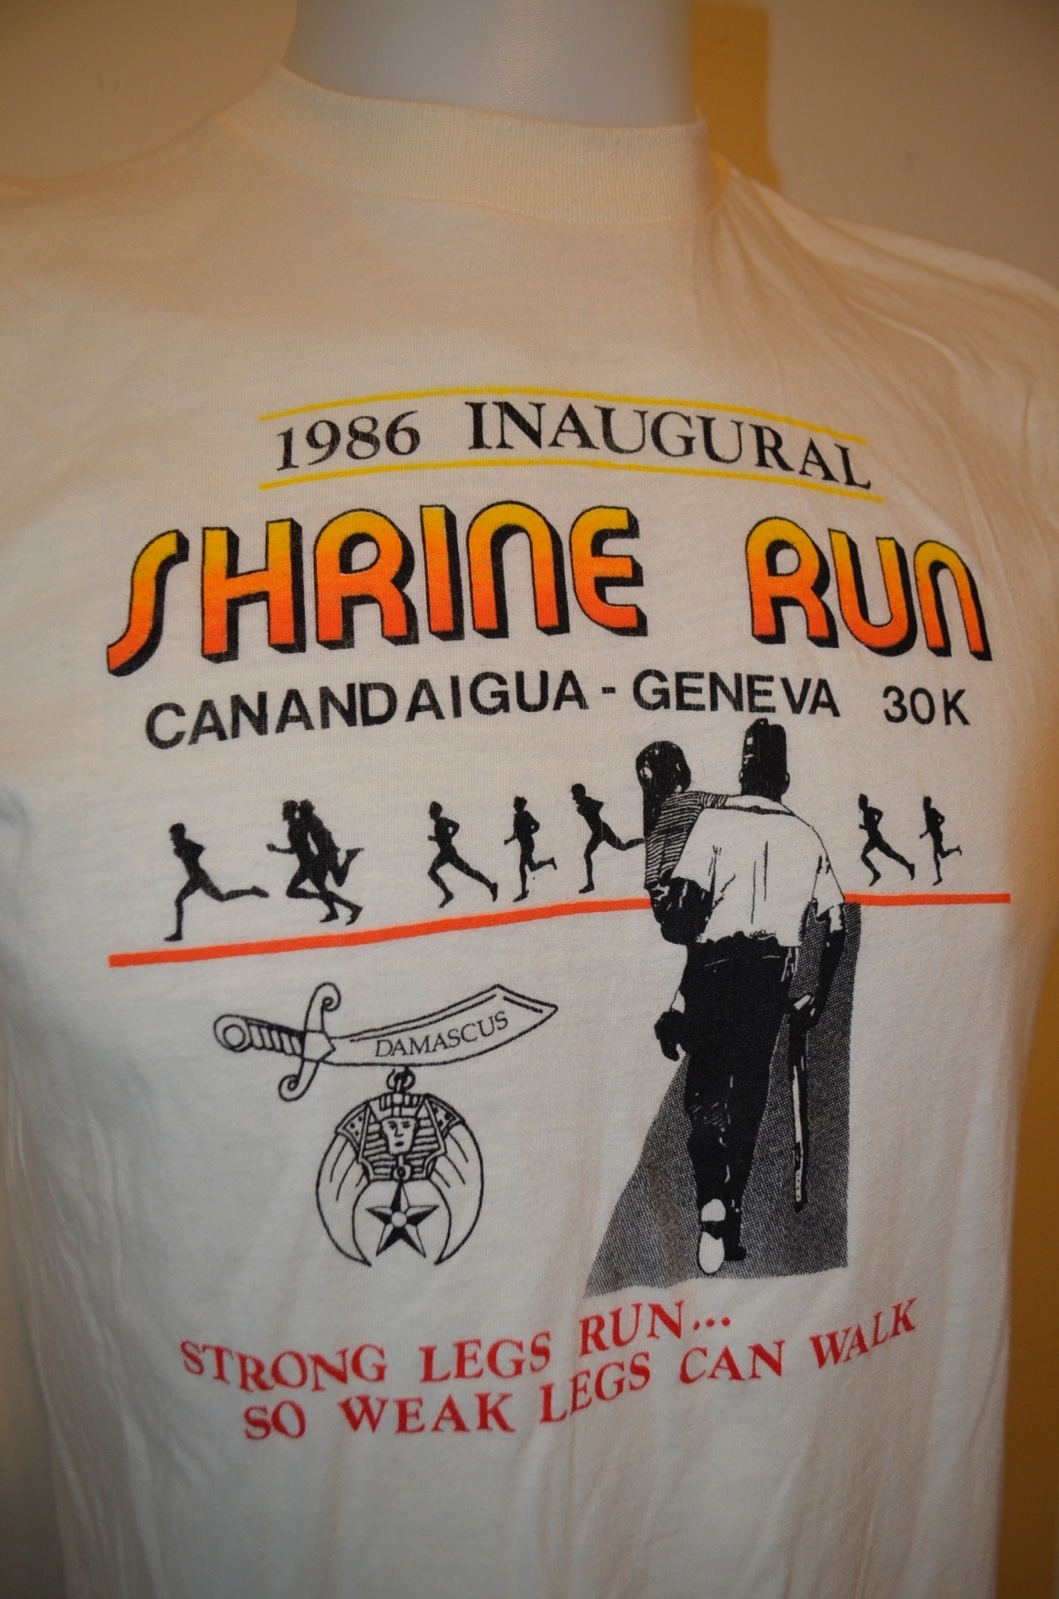 1986 INAUGURAL
SHRINE RUN
CANANDAIGUA - GENEVA 30K
DAMASCUS
STRONG LEGS RUN...
SO WEAK LEGS CAN WALK